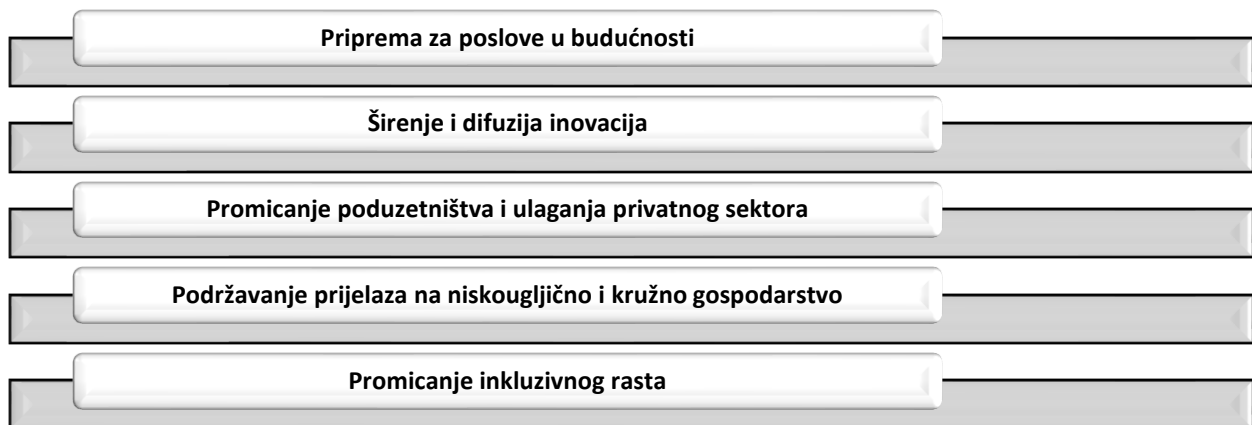 Priprema za poslove u budućnosti
Širenje i difuzija inovacija
Promicanje poduzetništva i ulaganja privatnog sektora
Podržavanje prijelaza na niskougljično i kružno gospodarstvo
Promicanje inkluzivnog rasta